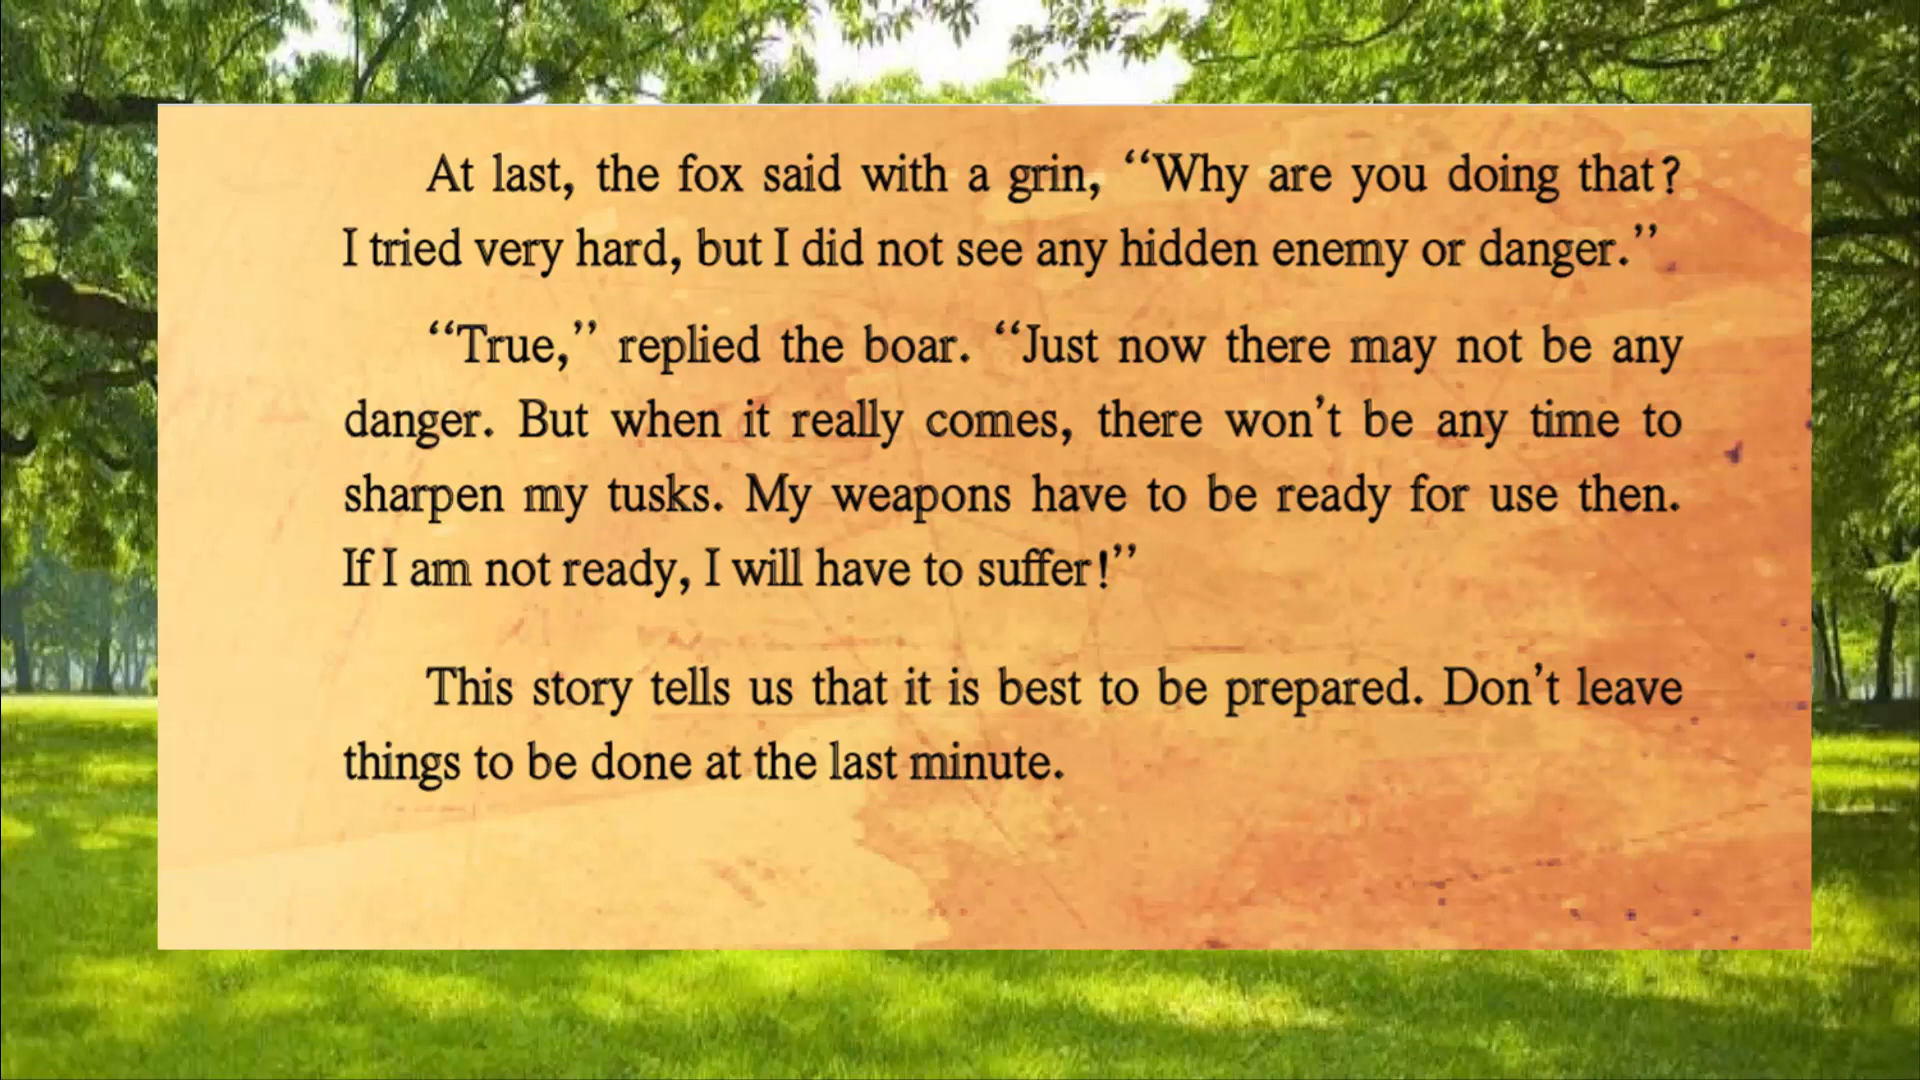 At last, the fox said with a grin, “Why are you doing that?
I tried very hard, but I did not see any hidden enemy or danger.”
“True,” replied the boar. “Just now there may not be any
danger. But when it really comes, there won’t be any time to
sharpen my tusks. My weapons have to be ready for use then.
If I am not ready, I will have to suffer!”
This story tells us that it is best to be prepared. Don’t leave
things to be done at the last minute.